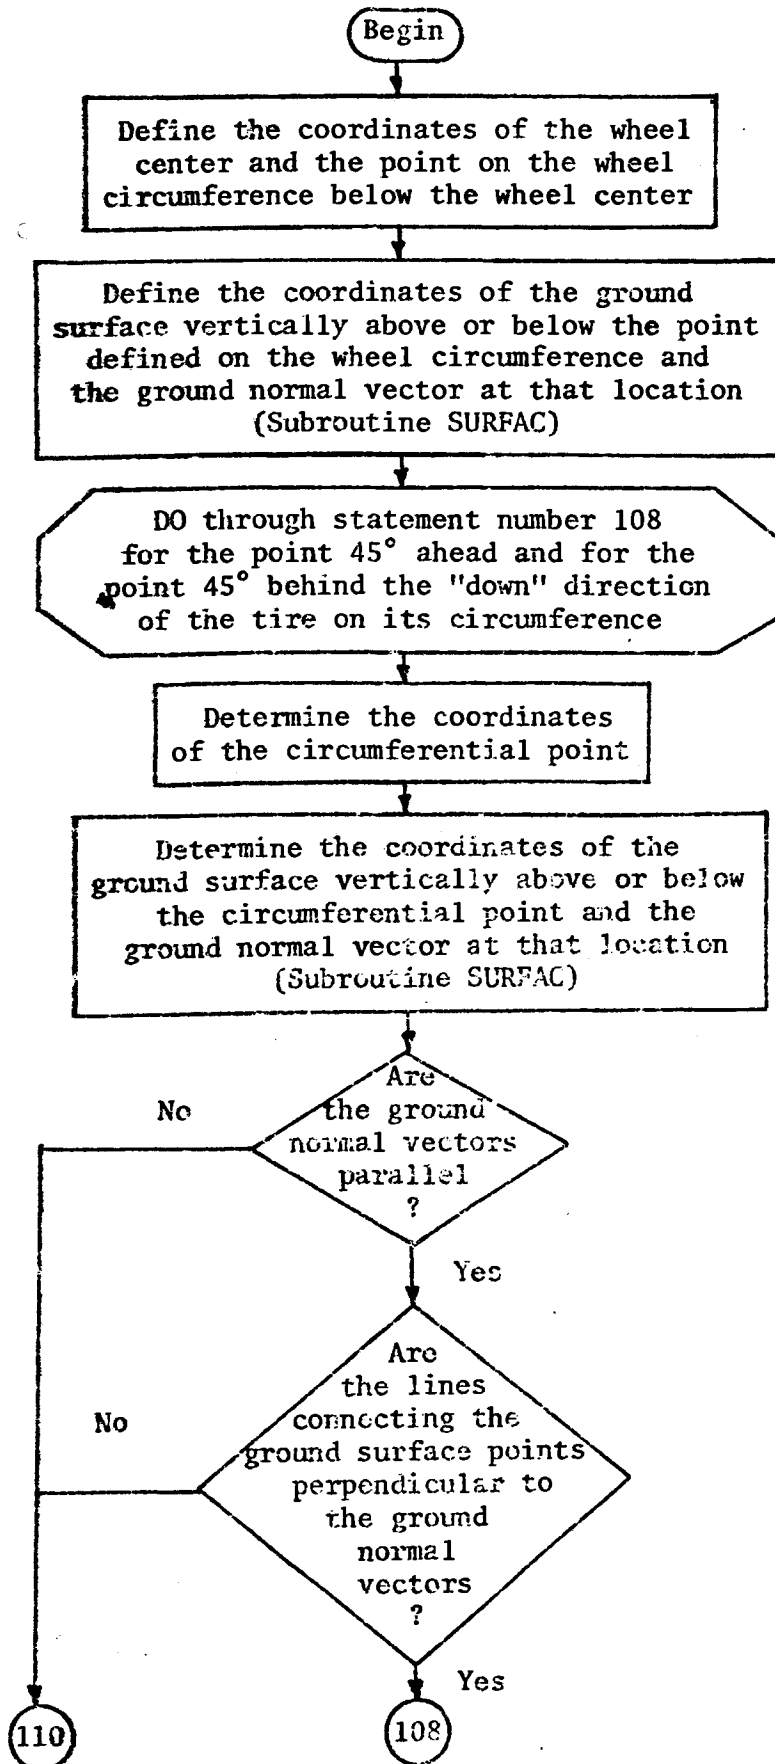 Begin
Define the coordinates of the wheel
center and the point on the wheel
circumference below the wheel center
Define the coordinates of the ground
surface vertically above or below the point
defined on the wheel circumference and
the ground normal vector at that location
(Subroutine SURFAC)
DO through statement number 108
for the point 45° ahead and for the
point 45° behind the "down" direction
of the tire on its circumference
Determine the coordinates
of the circumferential point
Determine the coordinates of the
ground surface vertically above or below
the circumferential point and the
ground normal vector at that location
(Subroutine SURFAC)
Are
the ground
normal vectors
parallel
?
No
Yes
Are
the lines
connecting the
ground surface points
perpendicular to
the ground
normal
vectors
?
No
Yes
110
108